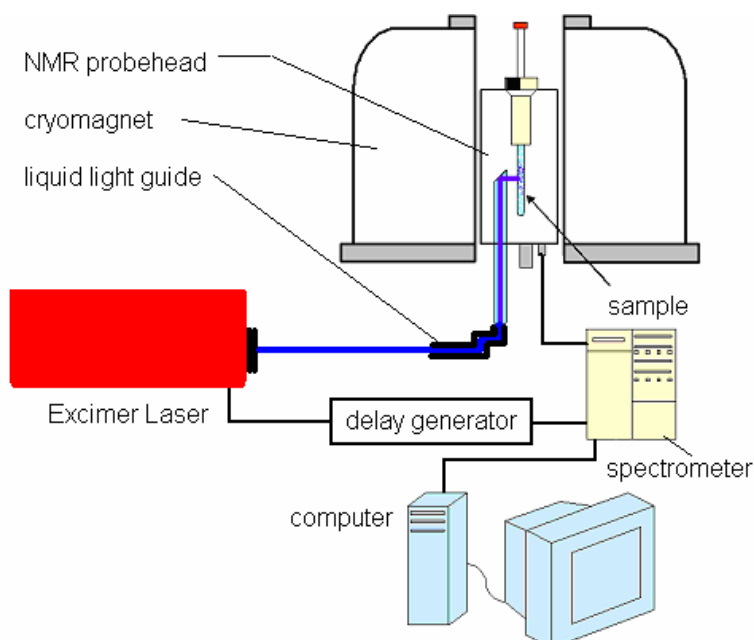 NMR probehead
cryomagnet
liquid light guide
sample
Excimer Laser
delay generator
spectrometer
computer